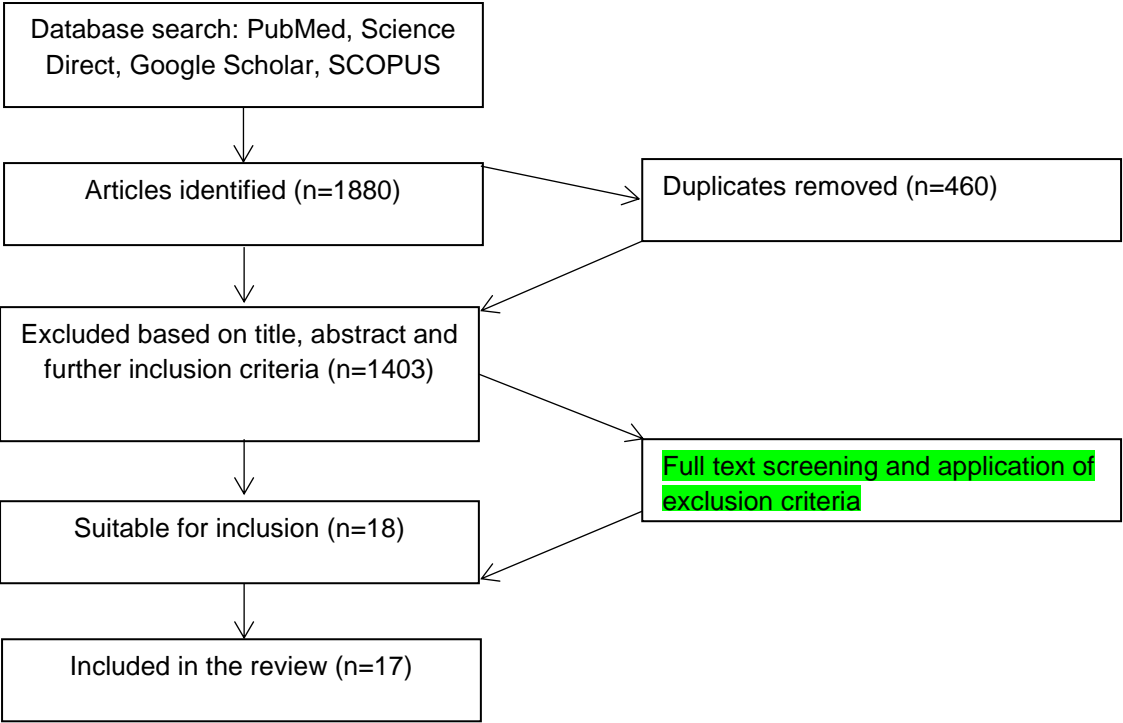 Database search: PubMed, Science
Direct, Google Scholar, SCOPUS
Articles identified (n=1880)
Duplicates removed (n=460)
Excluded based on title, abstract and
further inclusion criteria (n=1403)
Full text screening and application of
exclusion criteria
Suitable for inclusion (n=18)
Included in the review (n=17)